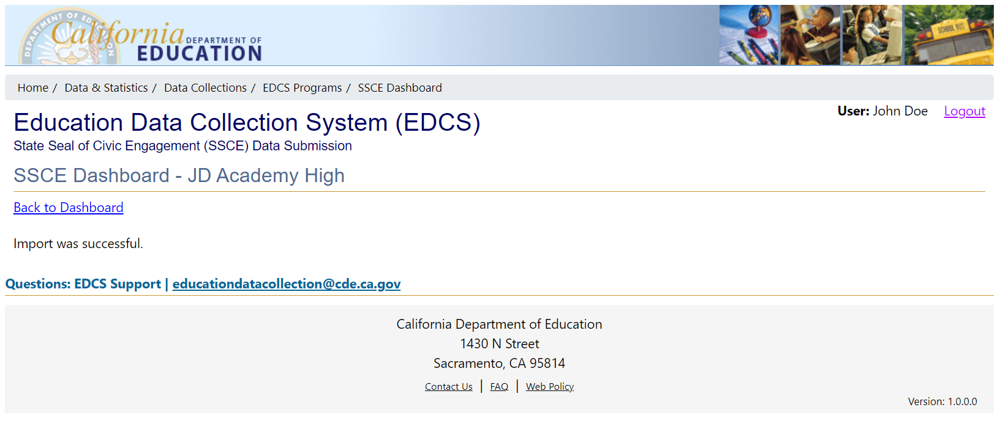 DEPARTMENT OF EDUCATION
California DEPARTMENT OF
EDUCATION
SCHOOL BUS
Home / Data & Statistics / Data Collections / EDCS Programs / SSCE Dashboard
User: John Doe Logout
Education Data Collection System (EDCS)
State Seal of Civic Engagement (SSCE) Data Submission
SSCE Dashboard - JD Academy High
Back to Dashboard
Import was successful.
Questions: EDCS Support | educationdatacollection@cde.ca.gov
California Department of Education
1430 N Street
Sacramento, CA 95814
Contact Us | FAQ | Web Policy
Version: 1.0.0.0